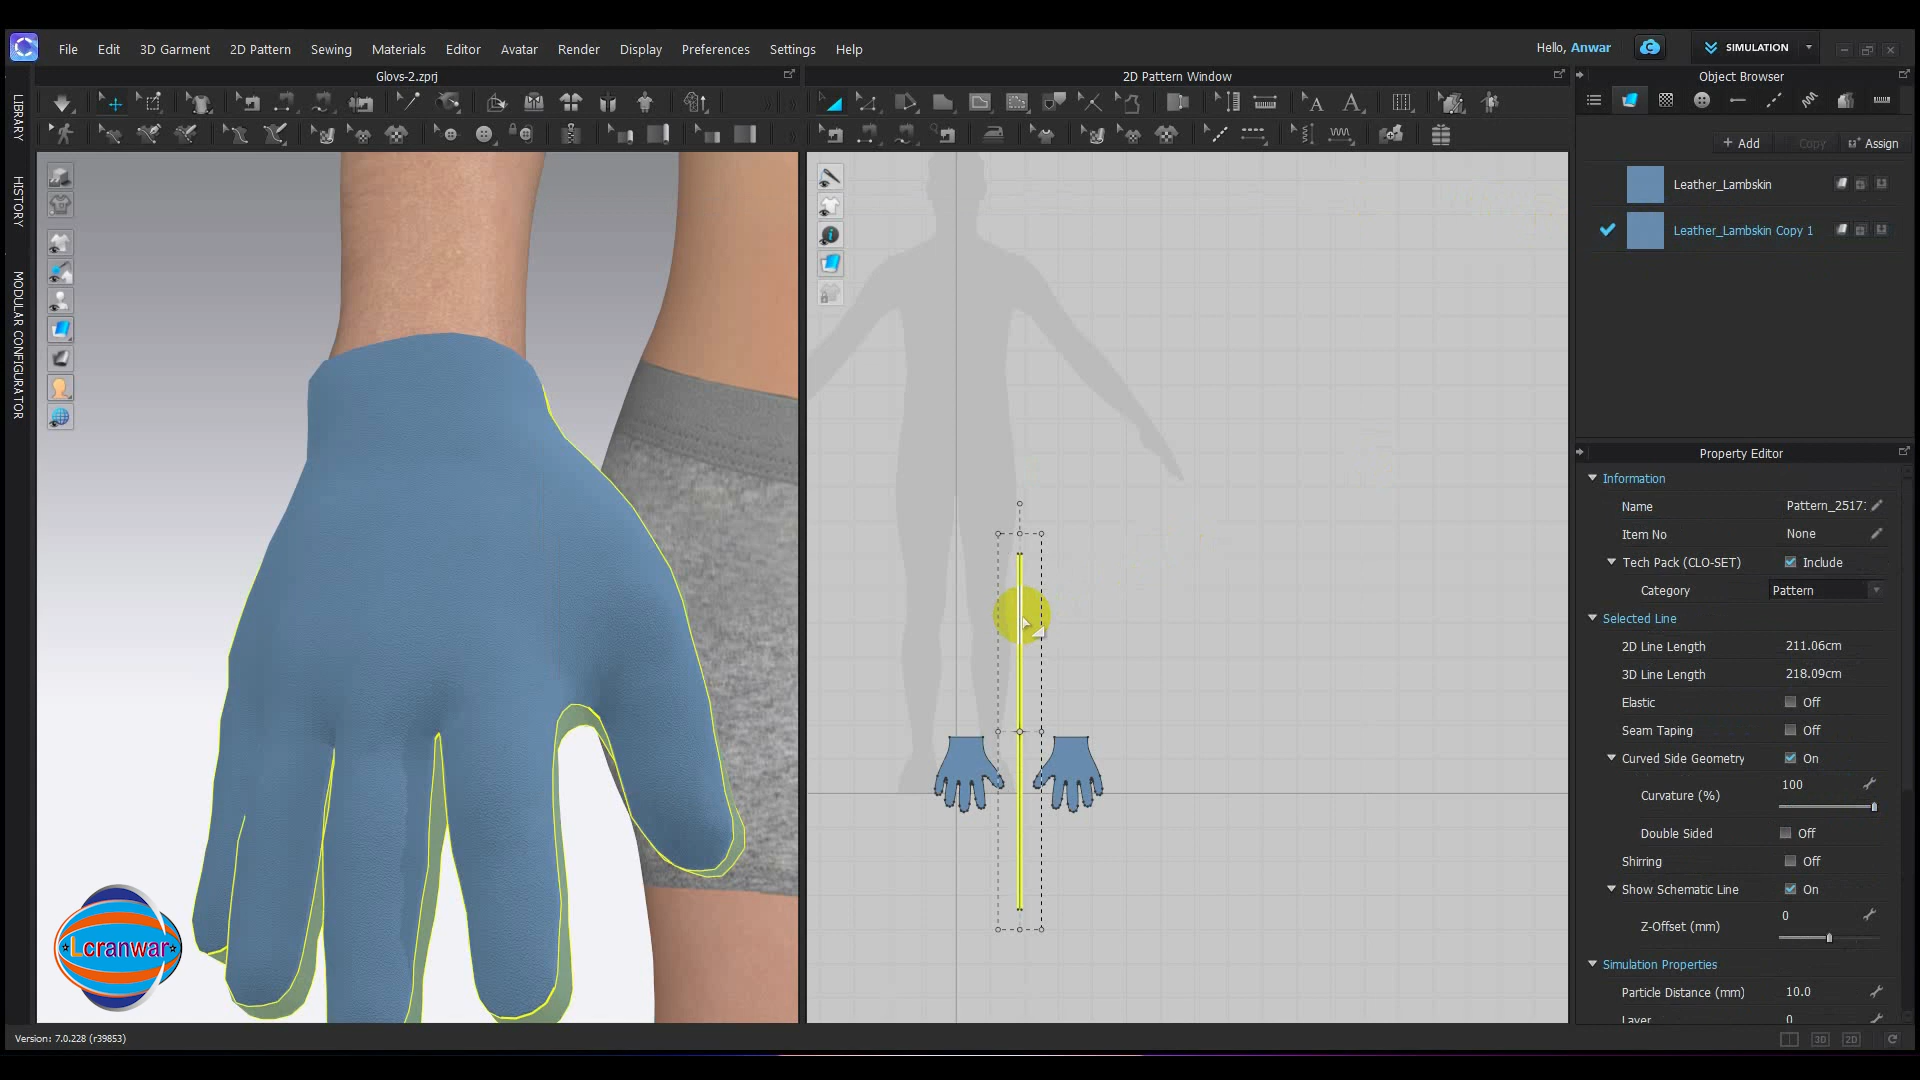 File Edit 3D Garment 2D Pattern Sewing Materials Editor Avatar Render Display Preferences Settings Help
Hello, Anwar
SIMULATION
Glovs-2.zprj
2D Pattern Window
Object Browser
LIBRARY
HISTORY
MODULAR CONFIGURATOR
+ Add
Copy
Assign
Leather_Lambskin
Leather_Lambskin Copy 1
Property Editor
Information
Name Pattern_2517:
Item No None
Tech Pack (CLO-SET) Include
Category Pattern
Selected Line
2D Line Length 211.06cm
3D Line Length 218.09cm
Elastic Off
Seam Taping Off
Curved Side Geometry On
Curvature (%) 100
Double Sided Off
Shirring Off
Show Schematic Line On
Z-Offset (mm) 0
Simulation Properties
Particle Distance (mm) 10.0
Layer 0
Lcranwar
Version: 7.0.228 (r39853)
3D 2D